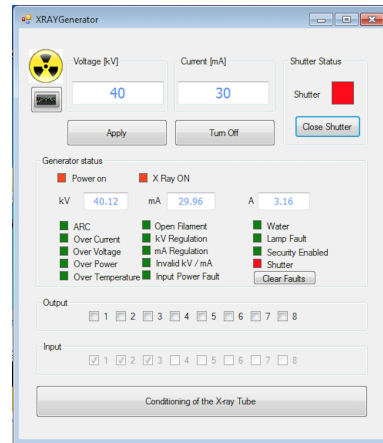 XRAYGenerator
Voltage [kV]
Current [mA]
Shutter Status
40
30
Shutter
Apply
Turn Off
Close Shutter
Generator status
Power on
X Ray ON
kV 40.12 mA 29.96 A 3.16
ARC
Open Filament
Water
Over Current
kV Regulation
Lamp Fault
Over Voltage
mA Regulation
Security Enabled
Over Power
Invalid kV / mA
Shutter
Over Temperature
Input Power Fault
Clear Faults
Output
1 2 3 4 5 6 7 8
Input
1 2 3 4 5 6 7 8
Conditioning of the X-ray Tube